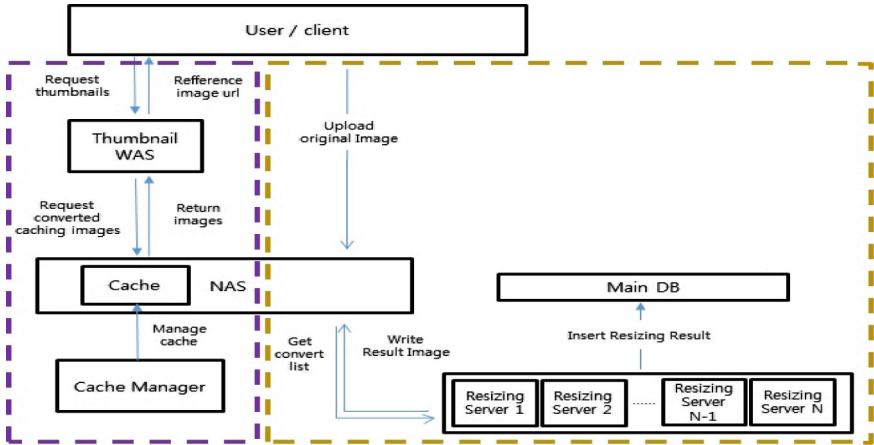 User / client
Request
thumbnails
Refference
image url
Upload
original Image
Thumbnail
WAS
Request
converted
caching images
Return
images
Cache
NAS
Main DB
Manage
cache
Get
convert
list
Write
Result Image
Insert Resizing Result
Cache Manager
Resizing
Server 1
Resizing
Server 2
......
Resizing
Server
N-1
Resizing
Server N